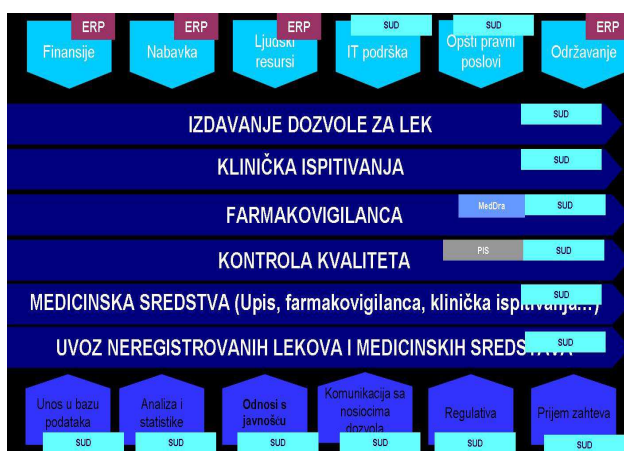 ERP
ERP
ERP
SUD
SUD
ERP
Finansije
Nabavka
Ljudski
resursi
IT podrška
Opsti pravni
poslovi
Održavanje
IZDAVANJE DOZVOLE ZA LEK
SUD
KLINIČKA ISPITIVANJA
SUD
FARMAKOVIGILANCA
MedDra
SUD
KONTROLA KVALITETA
PIS
SUD
MEDICINSKA SREDSTVA (Upis, farmakovigilanca, klinička ispitivanja...)
SUD
UVOZ NEREGISTROVANIH LEKOVA I MEDICINSKIH SREDSTAVA
SUD
Unos u bazu
podataka
SUD
Analiza i
statistike
SUD
Odnosi s
javnošću
SUD
Komunikacija sa
nosiocima
dozvola
SUD
Regulativa
SUD
Prijem zahteva
SUD